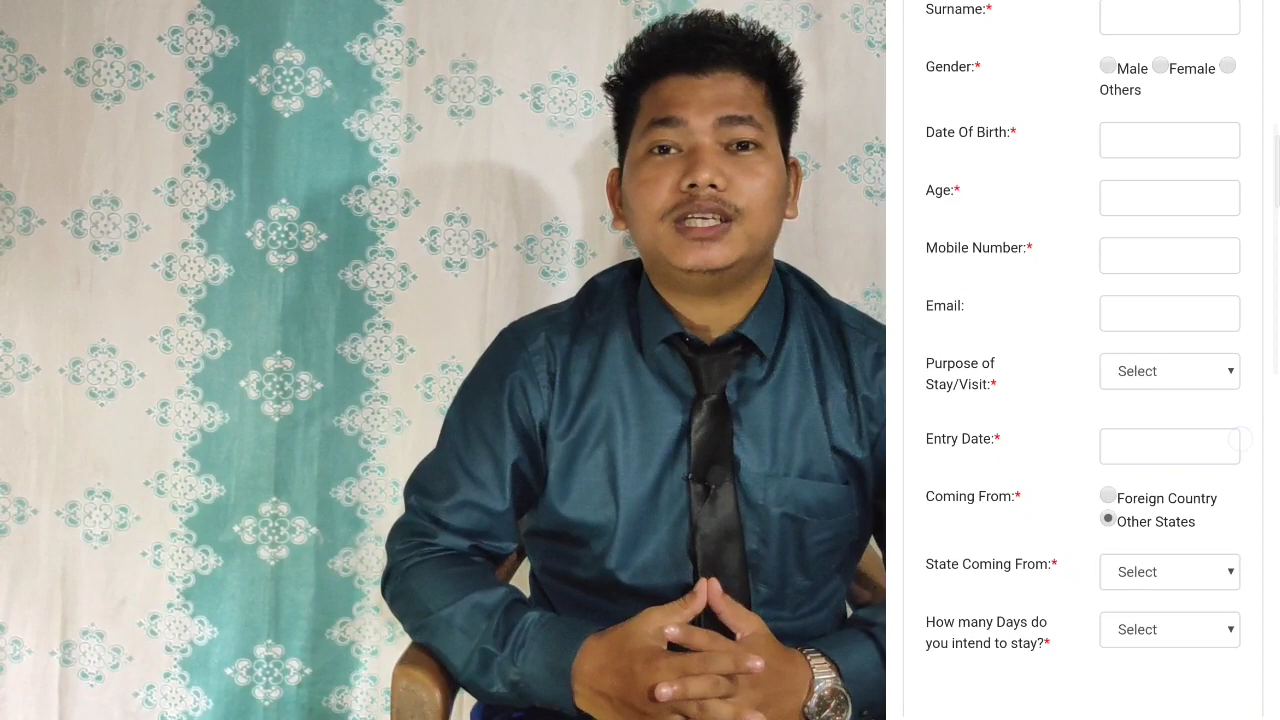 Surname:*
Gender:*
Male Female
Others
Date Of Birth:*
Age:*
Mobile Number:*
Email:
Purpose of
Stay/Visit:*
Select
Entry Date:*
Coming From:*
Foreign Country
Other States
State Coming From:*
Select
How many Days do
you intend to stay?*
Select